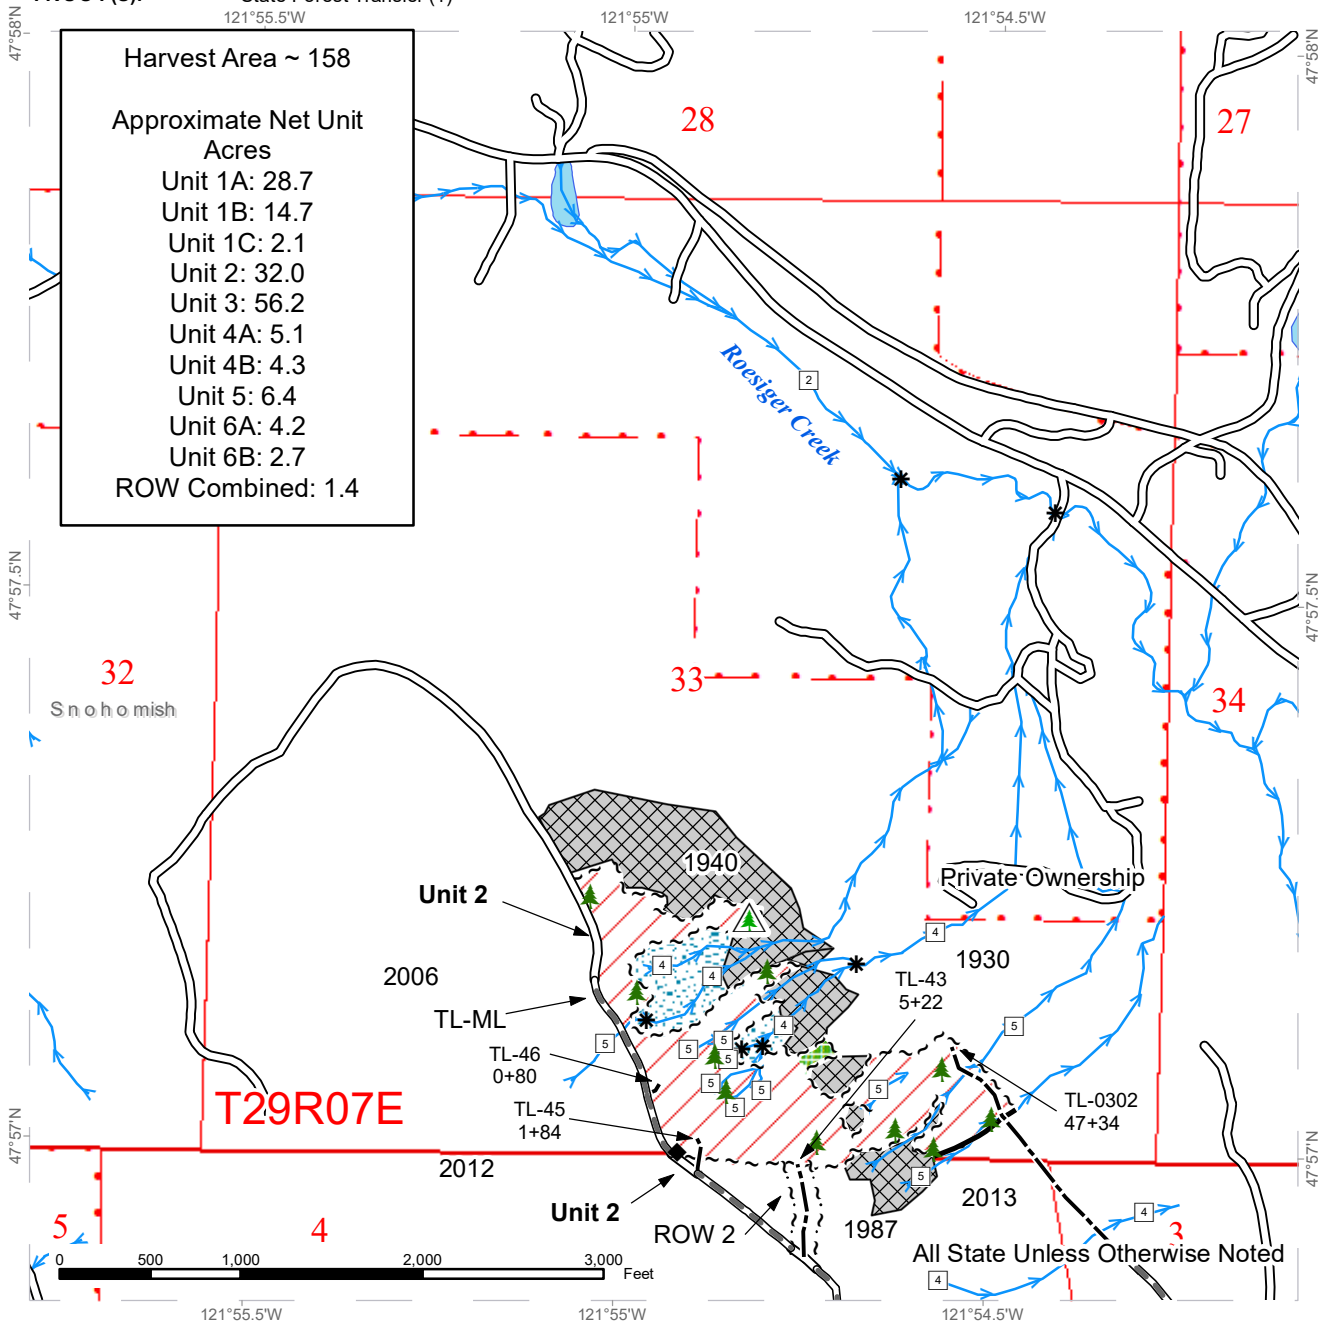 State Forest Transfer (1)
121°55.5'W
121°55'W
121°54.5'W
47°58'N
47°58'N
Harvest Area ~ 158
Approximate Net Unit
Acres
Unit 1A: 28.7
Unit 1B: 14.7
Unit 1C: 2.1
Unit 2: 32.0
Unit 3: 56.2
Unit 4A: 5.1
Unit 4B: 4.3
Unit 5: 6.4
Unit 6A: 4.2
Unit 6B: 2.7
ROW Combined: 1.4
28
27
Roesiger Creek
2
47°57.5'N
47°57.5'N
32
Snohomish
33
34
1940
Private Ownership
Unit 2
4
1930
2006
4
4
TL-43
5+22
TL-ML
4
5
5
5
5
5
TL-46
0+80
5
5
5
5
TL-0302
47+34
TL-45
1+84
T29R07E
47°57'N
47°57'N
2012
5
2013
Unit 2
4
5
4
ROW 2
1987
3
All State Unless Otherwise Noted
4
0
500
1,000
2,000
3,000
Feet
121°55.5'W
121°55'W
121°54.5'W